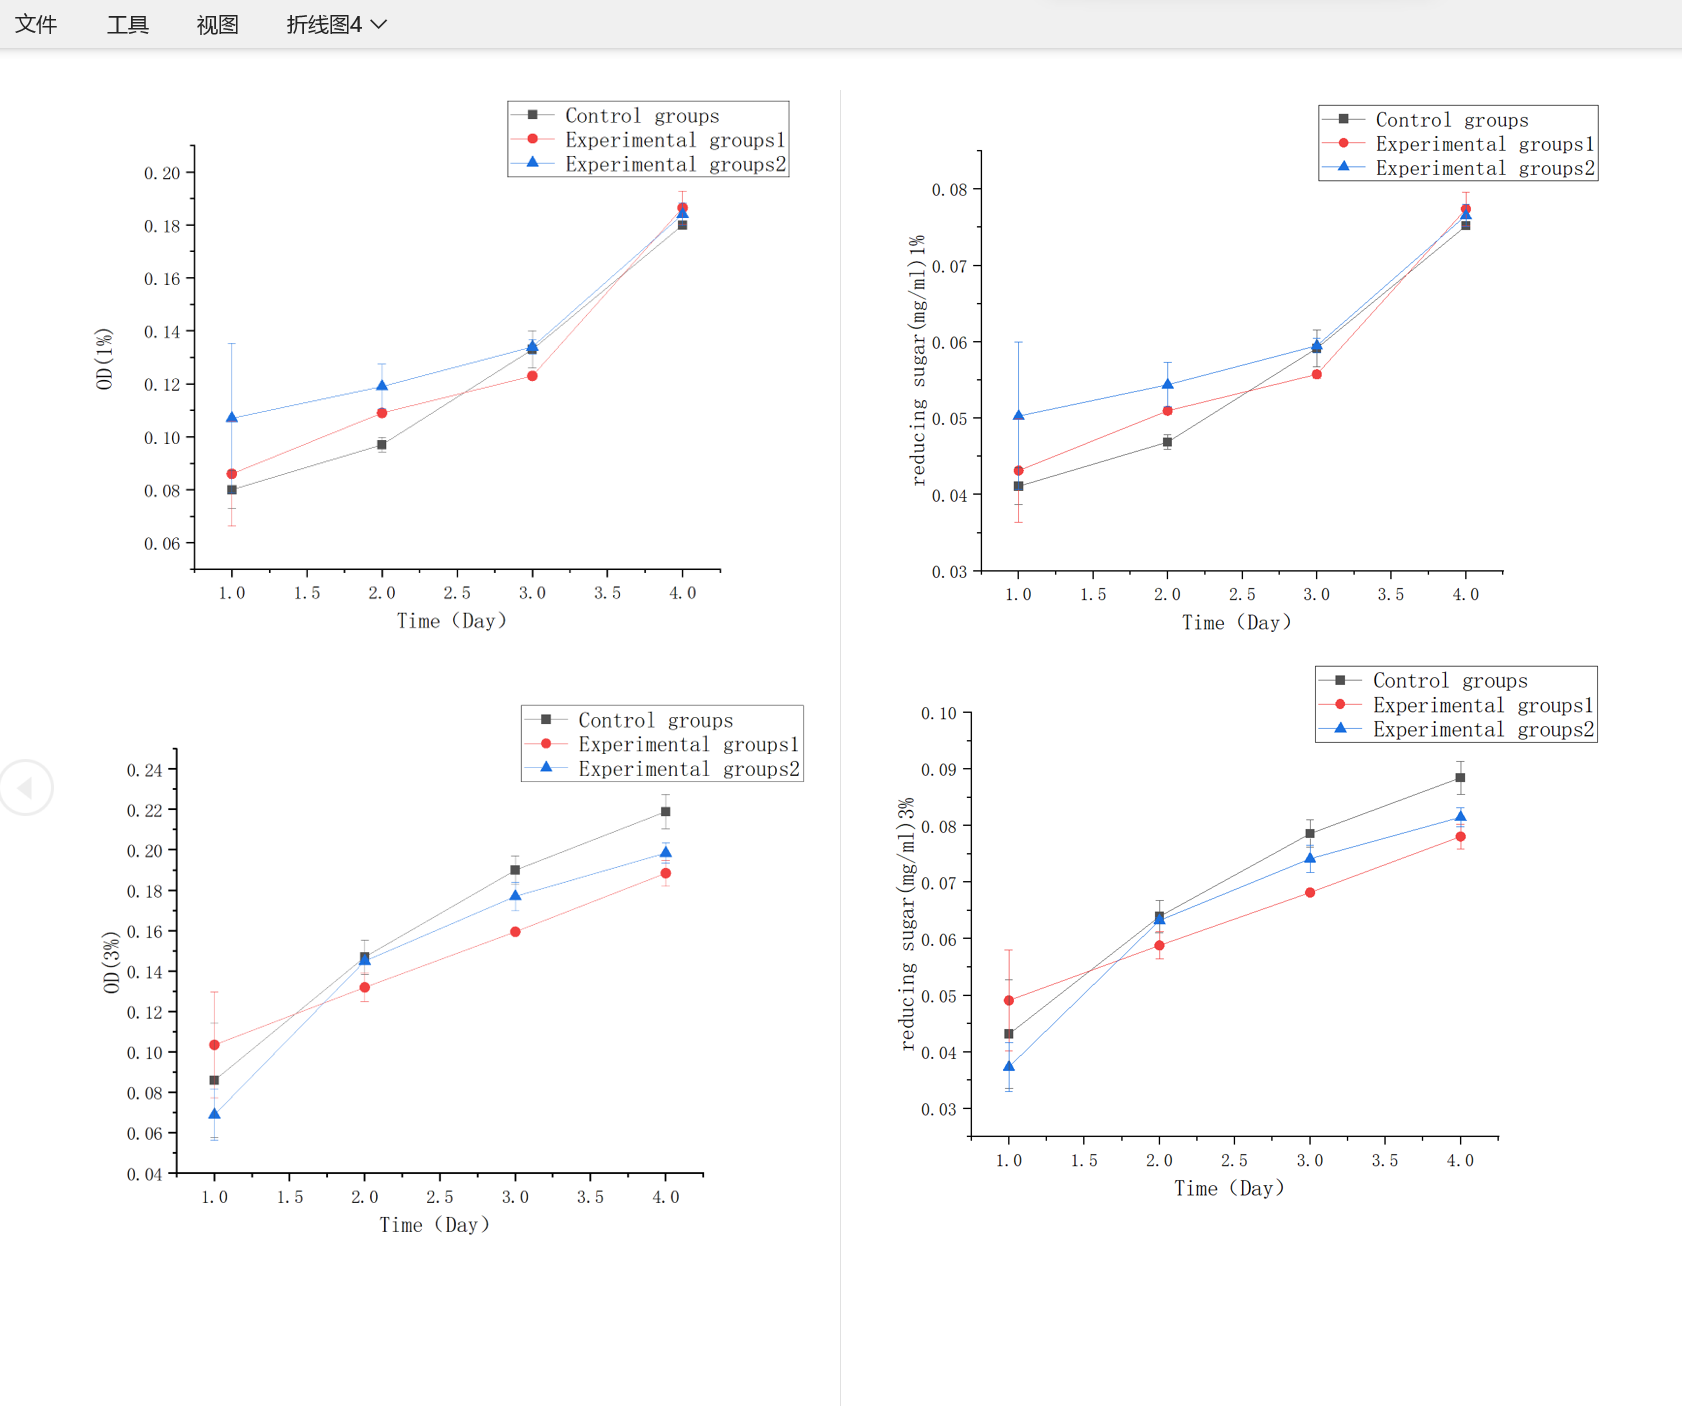 文件 工具 视图 折线图4
Control groups
Experimental groups1
Experimental groups2
0.20
0.18
0.16
0.14
0.12
0.10
0.08
0.06
OD(1%)
1.0 1.5 2.0 2.5 3.0 3.5 4.0
Time (Day)
Control groups
Experimental groups1
Experimental groups2
0.08
0.07
0.06
0.05
0.04
0.03
reducing sugar(mg/ml)1%
1.0 1.5 2.0 2.5 3.0 3.5 4.0
Time (Day)
Control groups
Experimental groups1
Experimental groups2
0.24
0.22
0.20
0.18
0.16
0.14
0.12
0.10
0.08
0.06
0.04
OD(3%)
1.0 1.5 2.0 2.5 3.0 3.5 4.0
Time (Day)
Control groups
Experimental groups1
Experimental groups2
0.10
0.09
0.08
0.07
0.06
0.05
0.04
0.03
reducing sugar(mg/ml)3%
1.0 1.5 2.0 2.5 3.0 3.5 4.0
Time (Day)